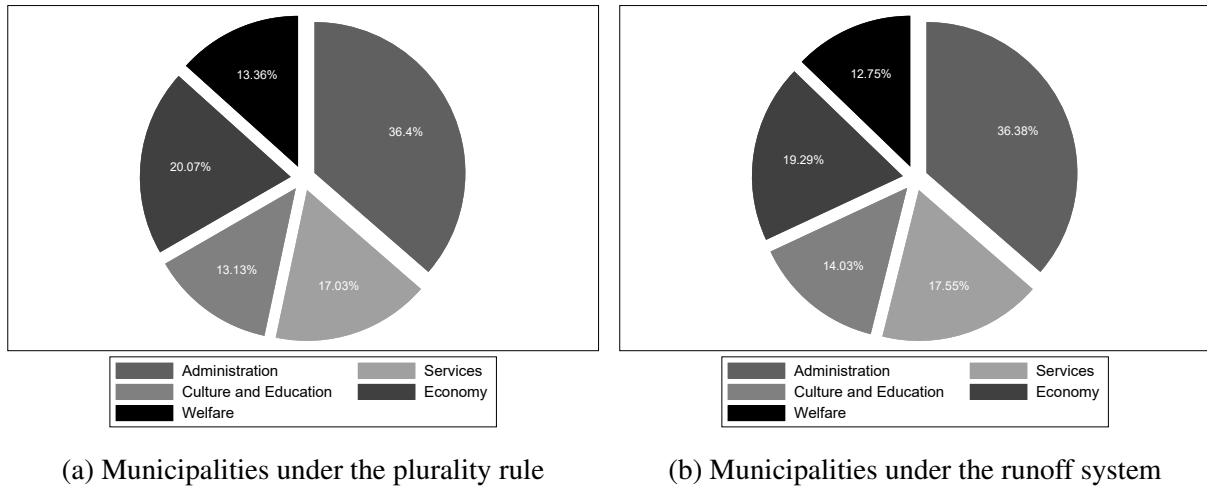 13.36%
36.4%
20.07%
13.13%
17.03%
Administration
Services
Culture and Education
Economy
Welfare
(a) Municipalities under the plurality rule
12.75%
36.38%
19.29%
14.03%
17.55%
Administration
Services
Culture and Education
Economy
Welfare
(b) Municipalities under the runoff system